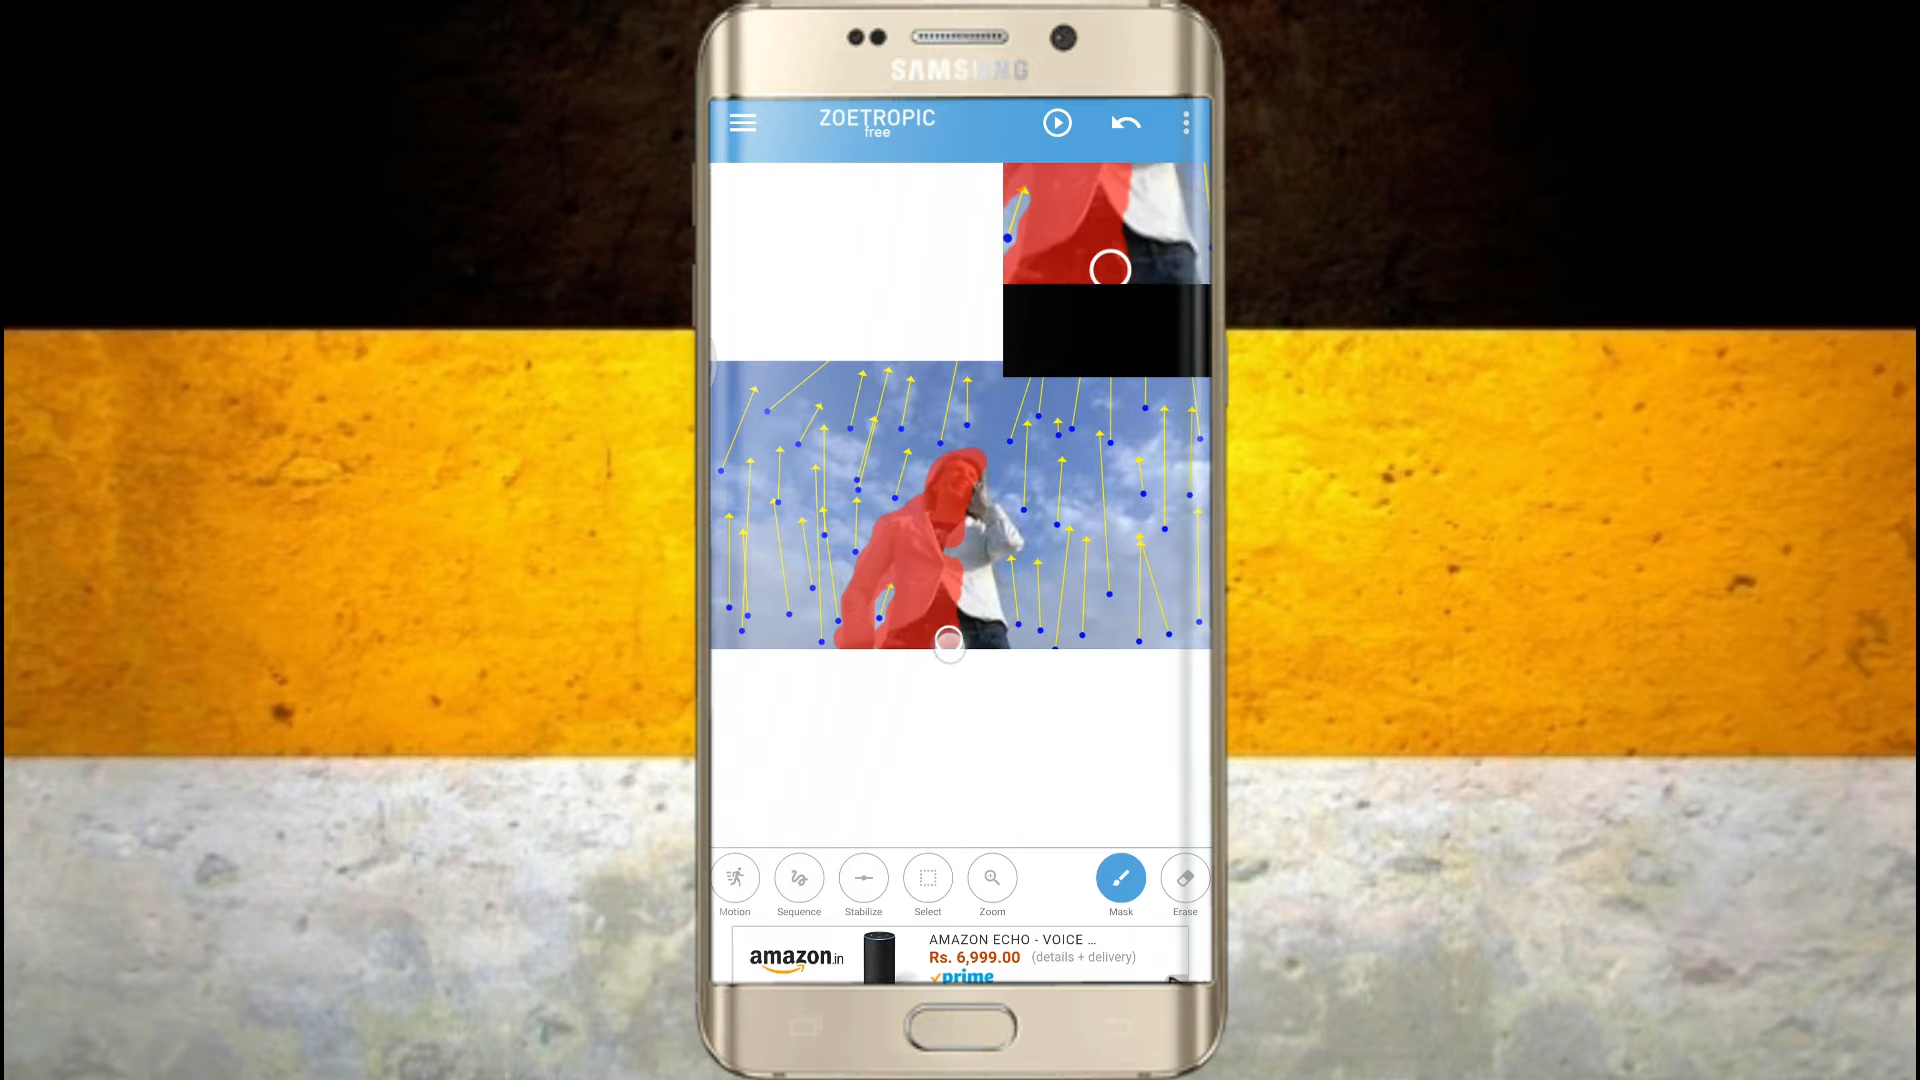 SAMSUNG
ZOETROPIC
free
Motion
Sequence
Stabilize
Select
Zoom
Mask
Erase
amazon.in
AMAZON ECHO - VOICE ...
Rs. 6,999.00 (details + delivery)
prime